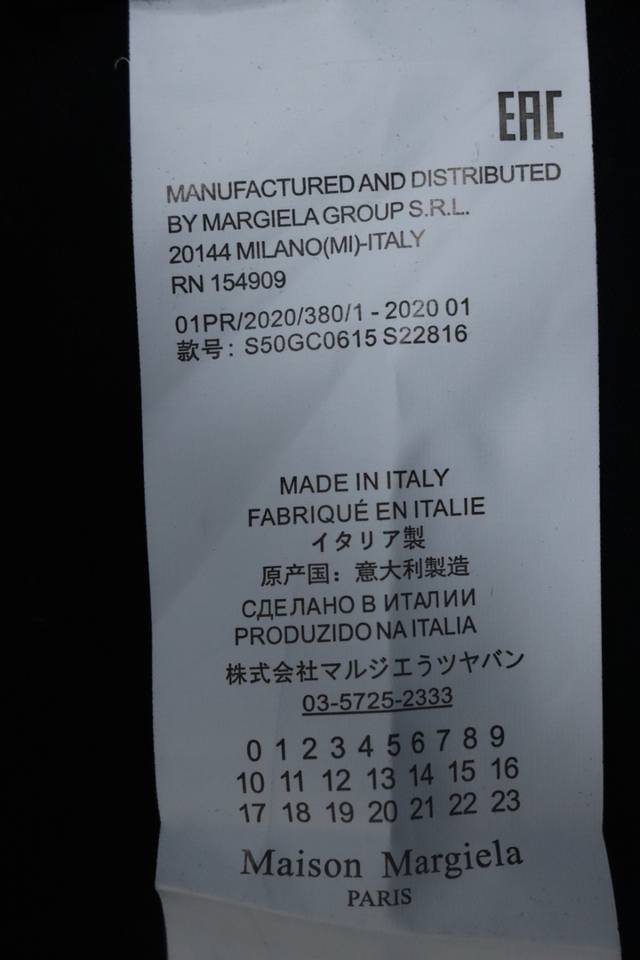 EAC
MANUFACTURED AND DISTRIBUTED
BY MARGIELA GROUP S.R.L.
20144 MILANO(MI)-ITALY
RN 154909
01PR/2020/380/1 - 2020 01
款号: S50GC0615 S22816
MADE IN ITALY
FABRIQUÉ EN ITALIE
イタリア製
原产国: 意大利製造
СДЕЛАНО В ИТАЛИИ
PRODUZIDO NA ITALIA
株式会社マルジエうツヤバン
03-5725-2333
0 1 2 3 4 5 6 7 8 9
10 11 12 13 14 15 16
17 18 19 20 21 22 23
Maison Margiela
PARIS